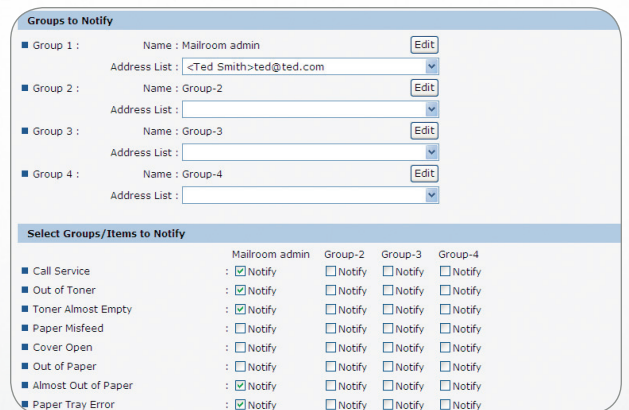 Groups to Notify
Group 1 : Name : Mailroom admin Edit
Address List : <Ted Smith>ted@ted.com
Group 2 : Name : Group-2 Edit
Address List :
Group 3 : Name : Group-3 Edit
Address List :
Group 4 : Name : Group-4 Edit
Address List :
Select Groups/Items to Notify
Mailroom admin Group-2 Group-3 Group-4
Call Service : Notify Notify Notify Notify
Out of Toner : Notify Notify Notify Notify
Toner Almost Empty : Notify Notify Notify Notify
Paper Misfeed : Notify Notify Notify Notify
Cover Open : Notify Notify Notify Notify
Out of Paper : Notify Notify Notify Notify
Almost Out of Paper : Notify Notify Notify Notify
Paper Tray Error : Notify Notify Notify Notify